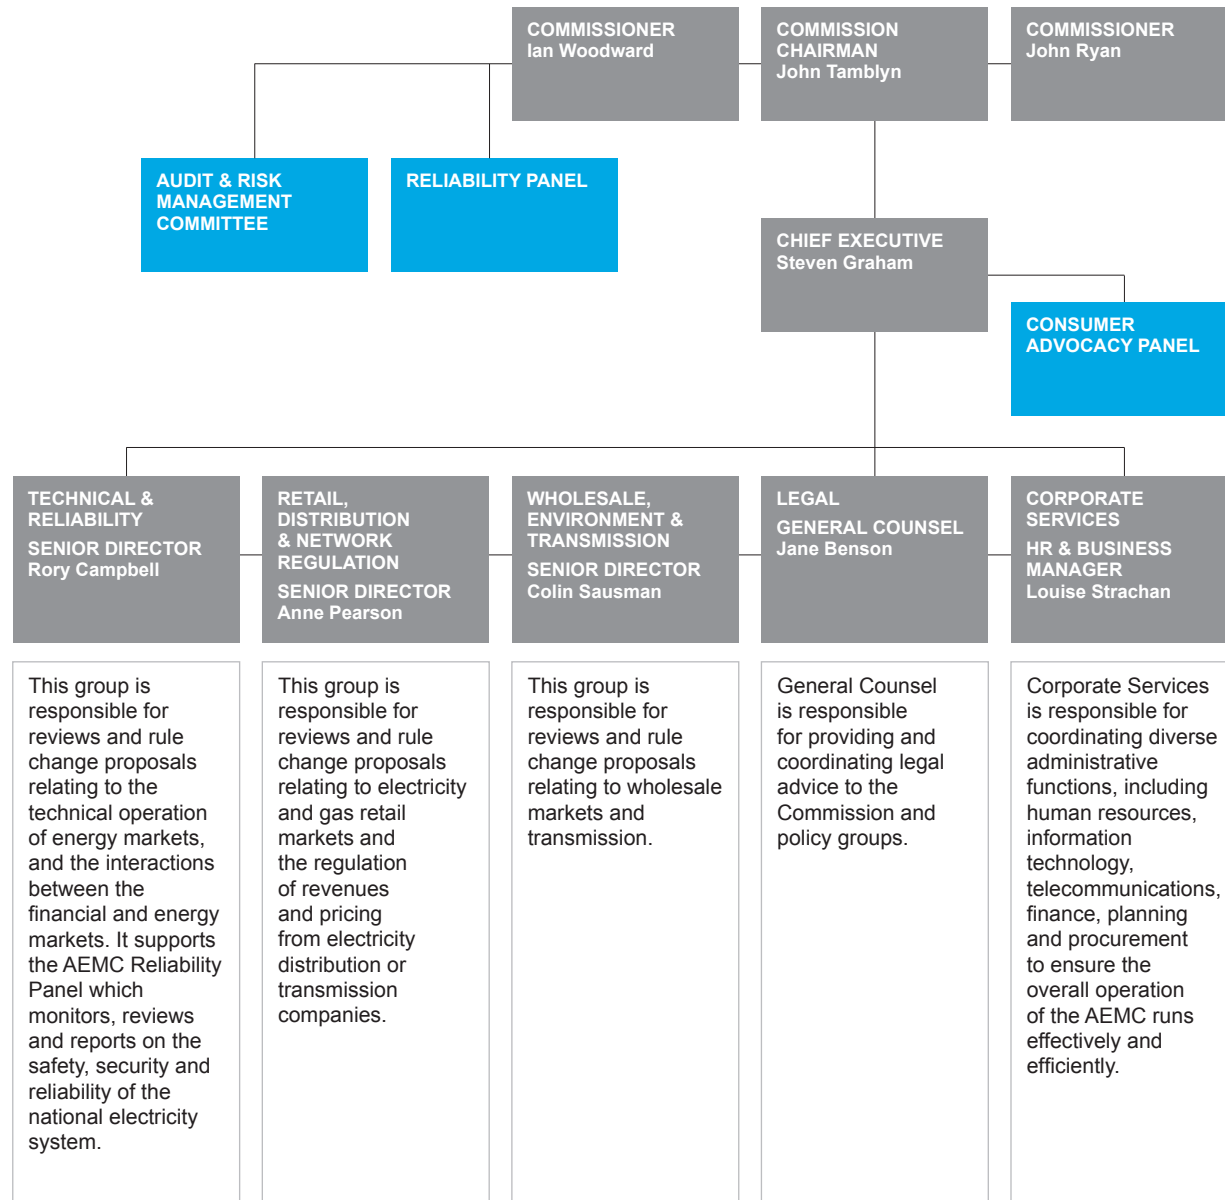 COMMISSIONER
Ian Woodward
COMMISSION
CHAIRMAN
John Tamblyn
COMMISSIONER
John Ryan
AUDIT & RISK
MANAGEMENT
COMMITTEE
RELIABILITY PANEL
CHIEF EXECUTIVE
Steven Graham
CONSUMER
ADVOCACY PANEL
TECHNICAL &
RELIABILITY
SENIOR DIRECTOR
Rory Campbell
RETAIL,
DISTRIBUTION
& NETWORK
REGULATION
SENIOR DIRECTOR
Anne Pearson
WHOLESALE,
ENVIRONMENT &
TRANSMISSION
SENIOR DIRECTOR
Colin Sausman
LEGAL
GENERAL COUNSEL
Jane Benson
CORPORATE
SERVICES
HR & BUSINESS
MANAGER
Louise Strachan
This group is
responsible for
reviews and rule
change proposals
relating to the
technical operation
of energy markets,
and the interactions
between the
financial and energy
markets. It supports
the AEMC Reliability
Panel which
monitors, reviews
and reports on the
safety, security and
reliability of the
national electricity
system.
This group is
responsible for
reviews and rule
change proposals
relating to electricity
and gas retail
markets and
the regulation
of revenues
and pricing
from electricity
distribution or
transmission
companies.
This group is
responsible for
reviews and rule
change proposals
relating to wholesale
markets and
transmission.
General Counsel
is responsible
for providing and
coordinating legal
advice to the
Commission and
policy groups.
Corporate Services
is responsible for
coordinating diverse
administrative
functions, including
human resources,
information
technology,
telecommunications,
finance, planning
and procurement
to ensure the
overall operation
of the AEMC runs
effectively and
efficiently.